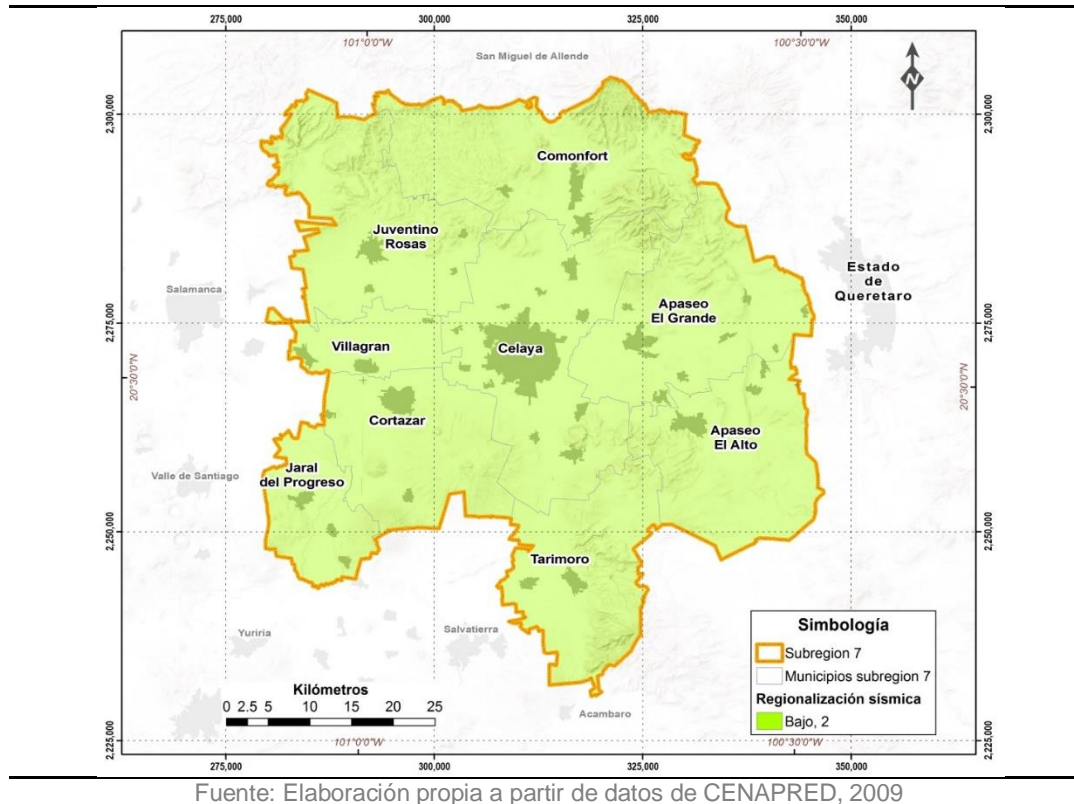 275,000 300,000 325,000 350,000
101°0'0"W 100°30'0"W
San Miguel de Allende
N
2,300,000 2,300,000
Comonfort
Juventino
Rosas
Estado
de
Queretaro
Salamanca
Apaseo
El Grande
2,275,000 2,275,000
Villagran
Celaya
20°30'0"N 20°30'0"N
Cortazar
Apaseo
El Alto
Jaral
del Progreso
Valle de Santiago
2,250,000 2,250,000
Tarimoro
Yuriria
Salvatierra
Simbología
Subregion 7
Municipios subregion 7
Regionalización sísmica
Bajo, 2
Kilómetros
0 2.5 5 10 15 20 25
Acambaro
2,225,000 2,225,000
101°0'0"W 100°30'0"W
275,000 300,000 325,000 350,000
Fuente: Elaboración propia a partir de datos de CENAPRED, 2009